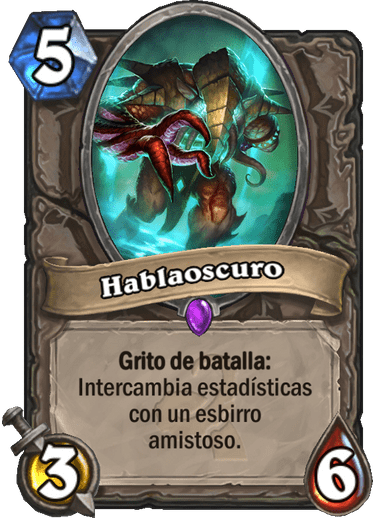 5
Hablaoscuro
Grito de batalla:
Intercambia estadísticas
con un esbirro
amistoso.
3
6